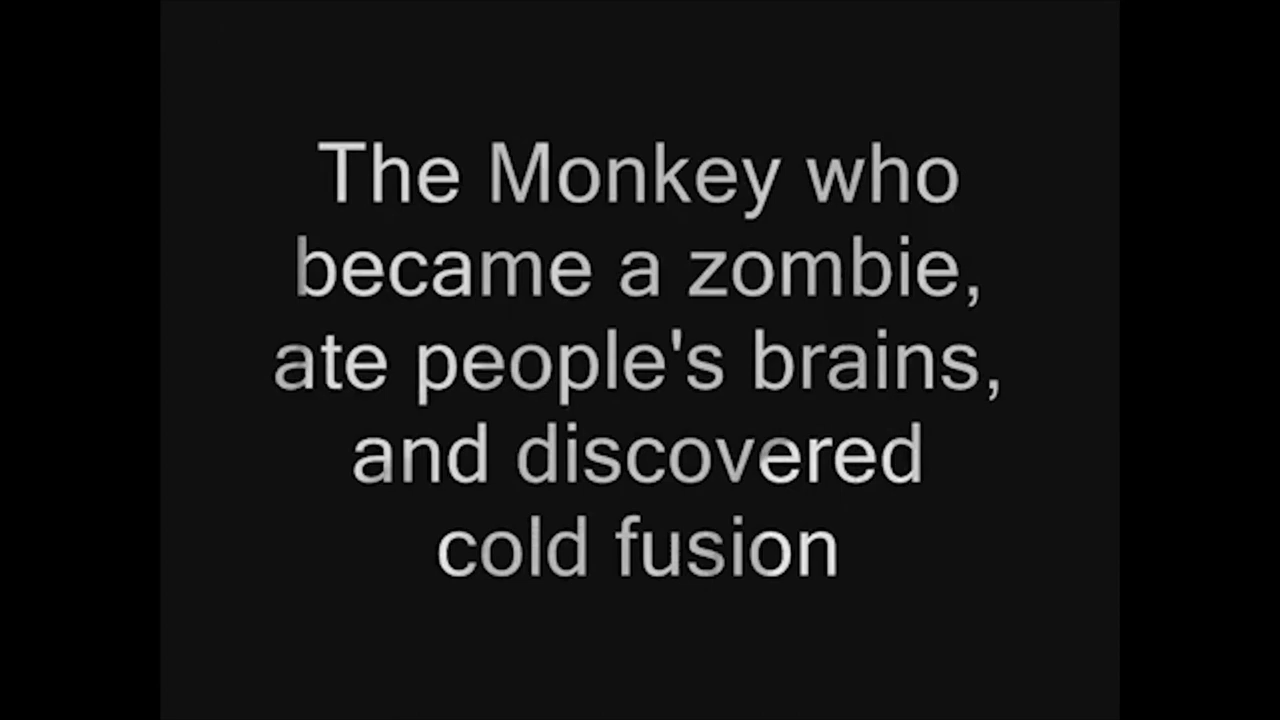 The Monkey who
became a zombie,
ate people's brains,
and discovered
cold fusion